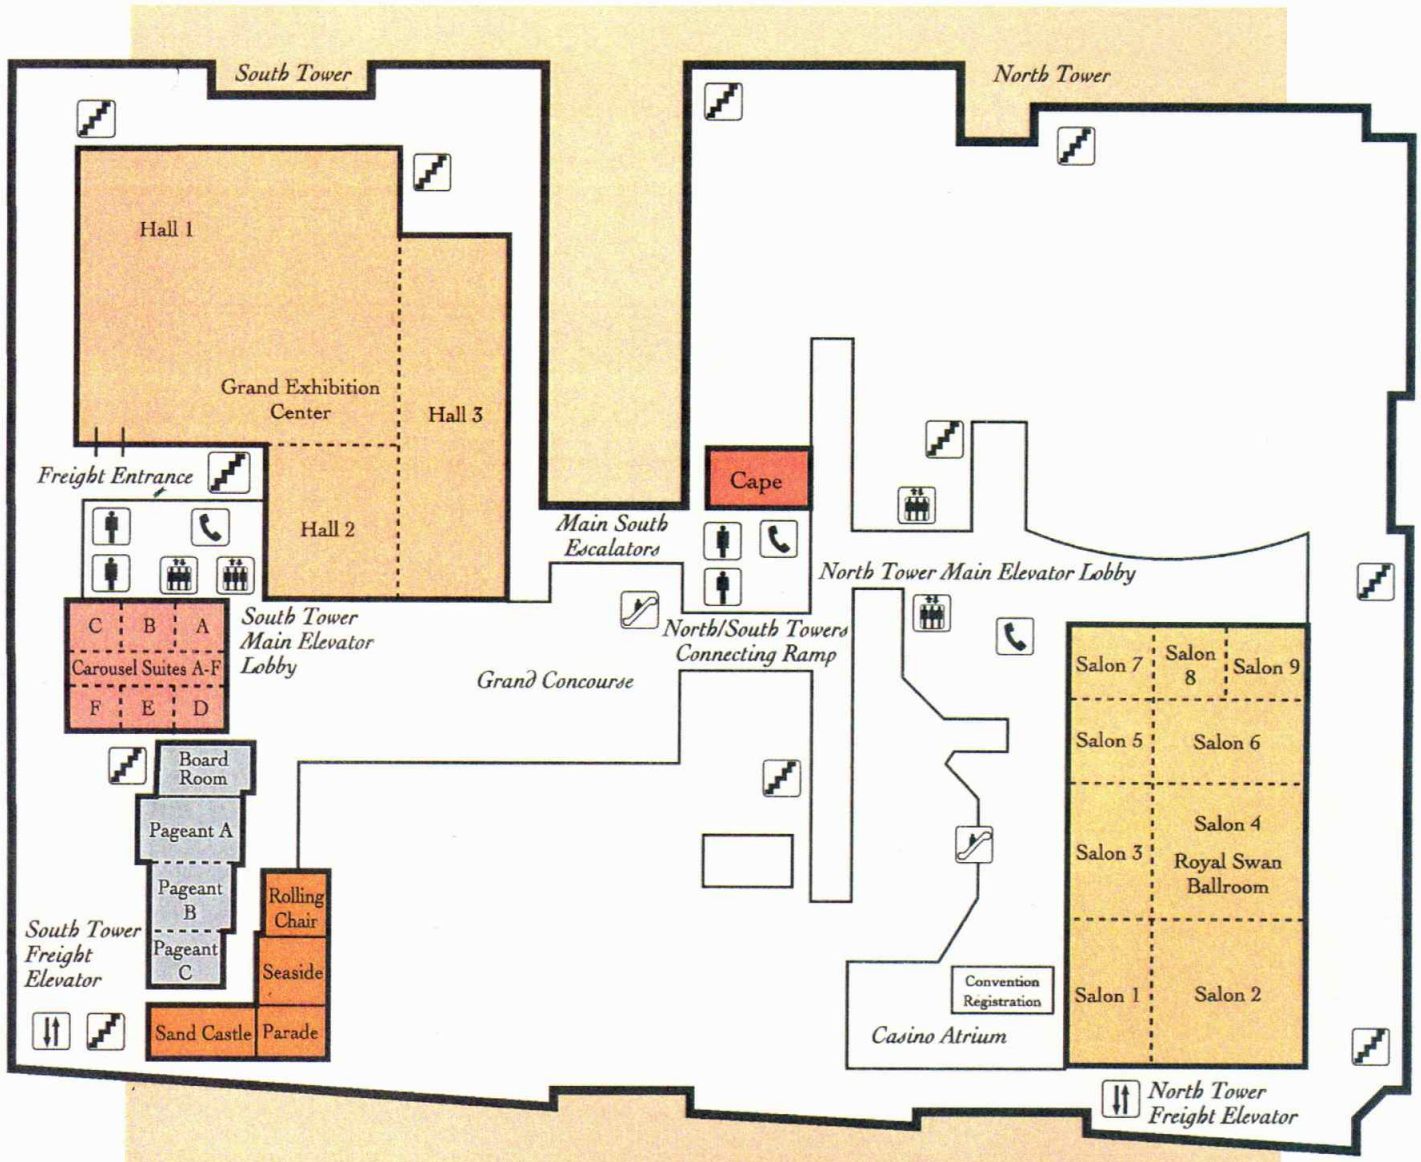 South Tower
North Tower
Hall 1
Grand Exhibition
Center
Hall 3
Freight Entrance
Hall 2
Cape
Main South
Escalators
North Tower Main Elevator Lobby
C B A
Carousel Suites A-F
F E D
South Tower
Main Elevator
Lobby
North/South Towers
Connecting Ramp
Grand Concourse
Salon 7
Salon
8
Salon 9
Salon 5
Salon 6
Board
Room
Pageant A
Pageant
B
Pageant
C
Salon 3
Salon 4
Royal Swan
Ballroom
Rolling
Chair
South Tower
Freight
Elevator
Seaside
Sand Castle
Parade
Convention
Registration
Salon 1
Salon 2
Casino Atrium
North Tower
Freight Elevator